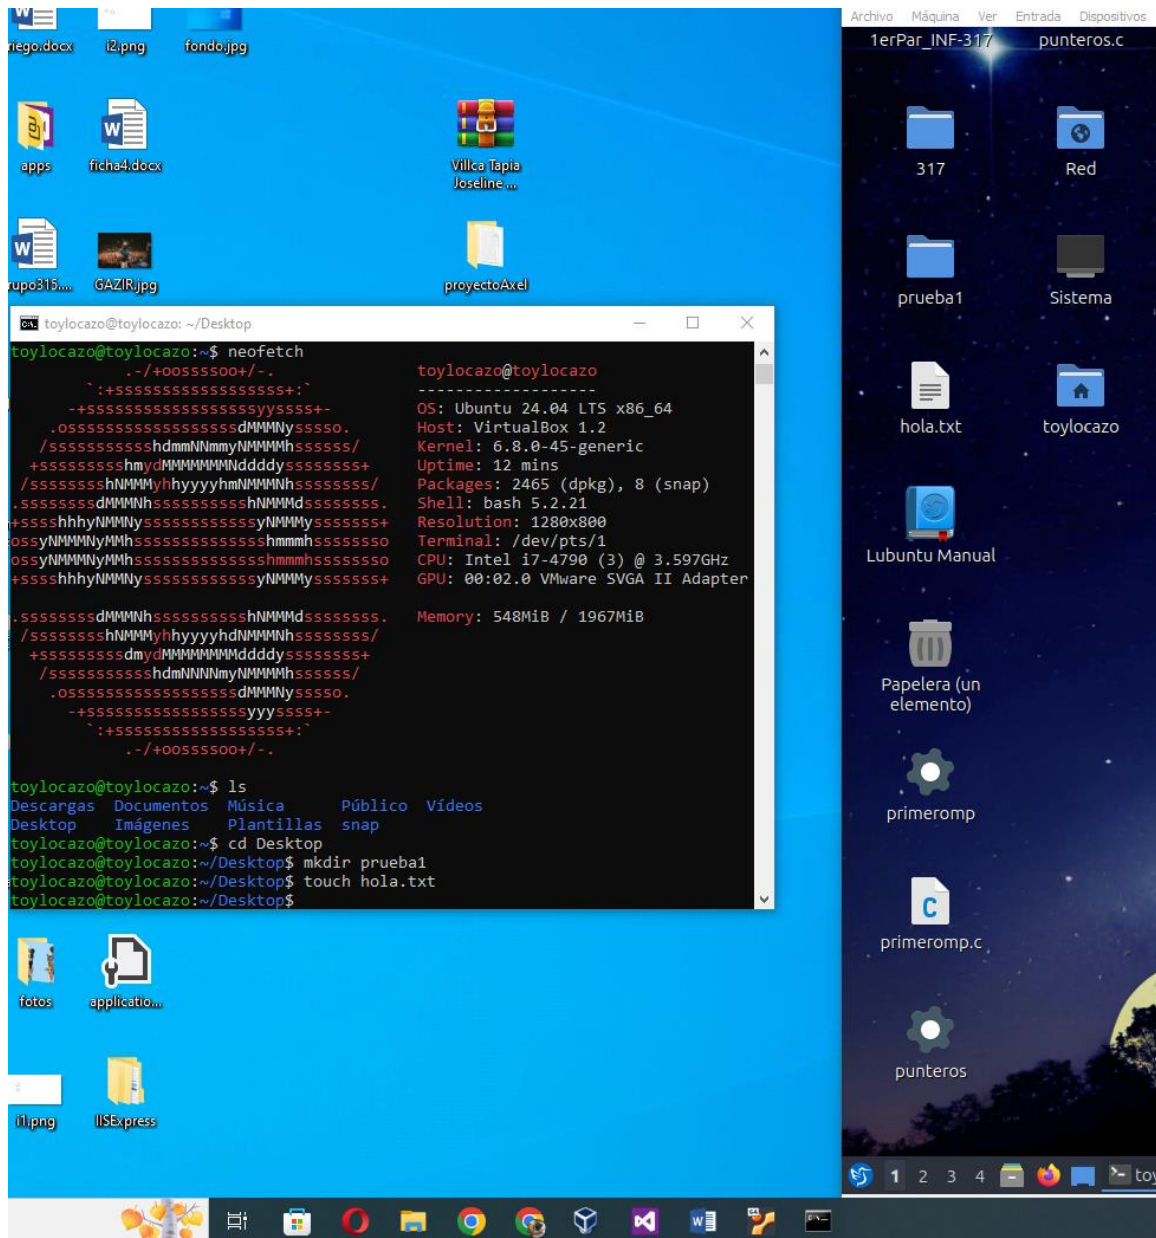 riego.docx
i2.png
fondo.jpg
apps
ficha4.docx
Villca Tapia
Joseline ...
rupo315....
GAZIR.jpg
proyectoAxel
toylocazo@toylocazo: ~/Desktop
toylocazo@toylocazo:~$ neofetch
.-/+oossssoo+/-.
toylocazo@toylocazo
-------------------
OS: Ubuntu 24.04 LTS x86_64
Host: VirtualBox 1.2
Kernel: 6.8.0-45-generic
Uptime: 12 mins
Packages: 2465 (dpkg), 8 (snap)
Shell: bash 5.2.21
Resolution: 1280x800
Terminal: /dev/pts/1
CPU: Intel i7-4790 (3) @ 3.597GHz
GPU: 00:02.0 VMware SVGA II Adapter
Memory: 548MiB / 1967MiB
toylocazo@toylocazo:~$ ls
Descargas Documentos Música Público Vídeos
Desktop Imágenes Plantillas snap
toylocazo@toylocazo:~$ cd Desktop
toylocazo@toylocazo:~/Desktop$ mkdir prueba1
toylocazo@toylocazo:~/Desktop$ touch hola.txt
toylocazo@toylocazo:~/Desktop$
fotos
applicatio...
i1.png
IISExpress
Archivo Máquina Ver Entrada Dispositivos
1erPar_INF-317
punteros.c
317
Red
prueba1
Sistema
hola.txt
toylocazo
Lubuntu Manual
Papelera (un
elemento)
primeromp
primeromp.c
punteros
1 2 3 4
toy